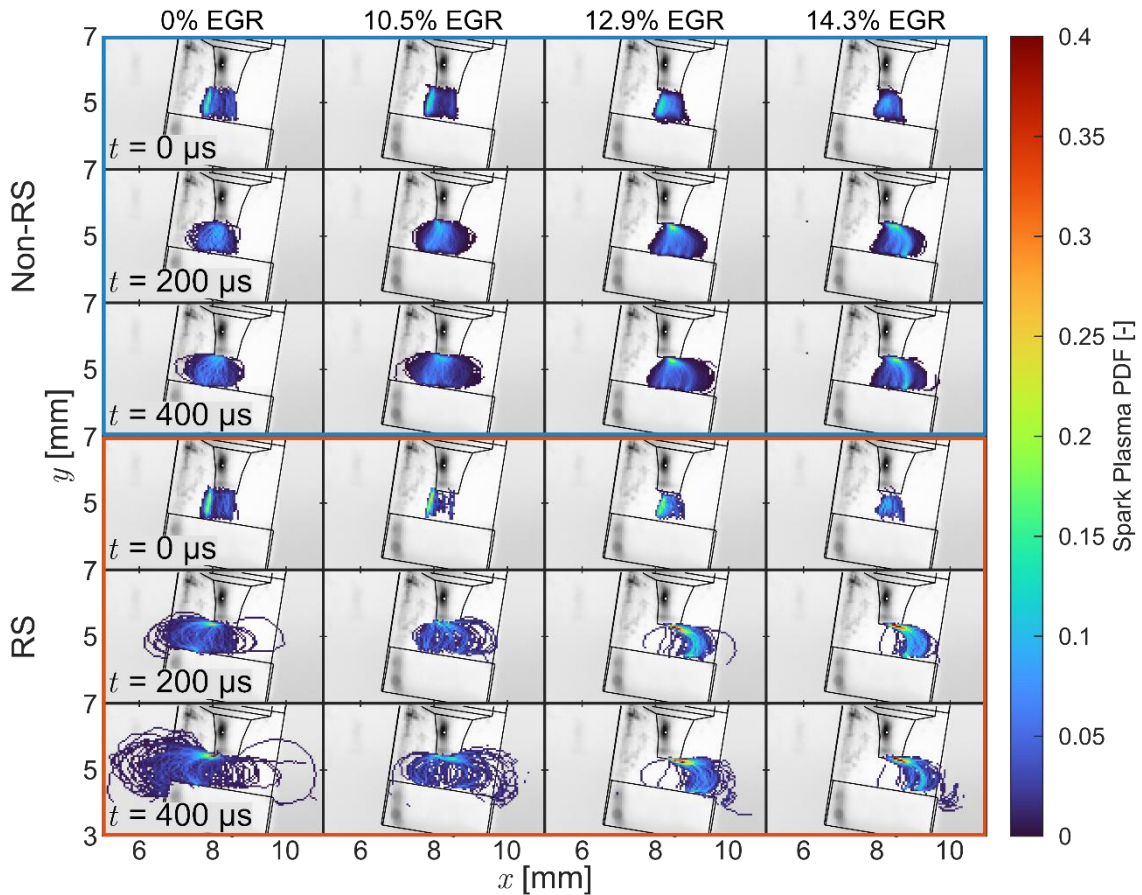 0% EGR 10.5% EGR 12.9% EGR 14.3% EGR
7
5
t = 0 µs
7
5
t = 200 µs
7
5
t = 400 µs
7
5
t = 0 µs
7
5
t = 200 µs
7
5
t = 400 µs
3
6 8 10 6 8 10 6 8 10 6 8 10
x [mm]
y [mm]
Non-RS
RS
0.4
0.35
0.3
0.25
0.2
0.15
0.1
0.05
0
Spark Plasma PDF [-]